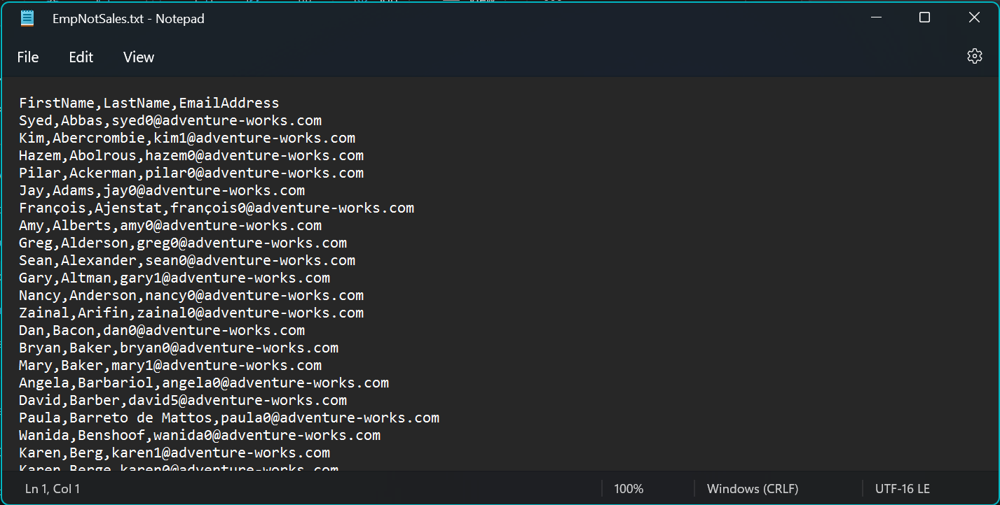 EmpNotSales.txt - Notepad
File Edit View
FirstName,LastName,EmailAddress
Syed,Abbas,syed0@adventure-works.com
Kim,Abercrombie,kim1@adventure-works.com
Hazem,Abolrous,hazem0@adventure-works.com
Pilar,Ackerman,pilar0@adventure-works.com
Jay,Adams,jay0@adventure-works.com
François,Ajenstat,françois0@adventure-works.com
Amy,Alberts,amy0@adventure-works.com
Greg,Alderson,greg0@adventure-works.com
Sean,Alexander,sean0@adventure-works.com
Gary,Altman,gary1@adventure-works.com
Nancy,Anderson,nancy0@adventure-works.com
Zainal,Arifin,zainal0@adventure-works.com
Dan,Bacon,dan0@adventure-works.com
Bryan,Baker,bryan0@adventure-works.com
Mary,Baker,mary1@adventure-works.com
Angela,Barbariol,angela0@adventure-works.com
David,Barber,david5@adventure-works.com
Paula,Barreto de Mattos,paula0@adventure-works.com
Wanida,Benshoof,wanida0@adventure-works.com
Karen,Berg,karen1@adventure-works.com
Karen,Berge,karen0@adventure-works.com
Ln 1, Col 1 100% Windows (CRLF) UTF-16 LE